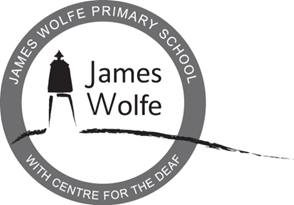 JAMES WOLFE PRIMARY SCHOOL
James
Wolfe
WITH CENTRE FOR THE DEAF